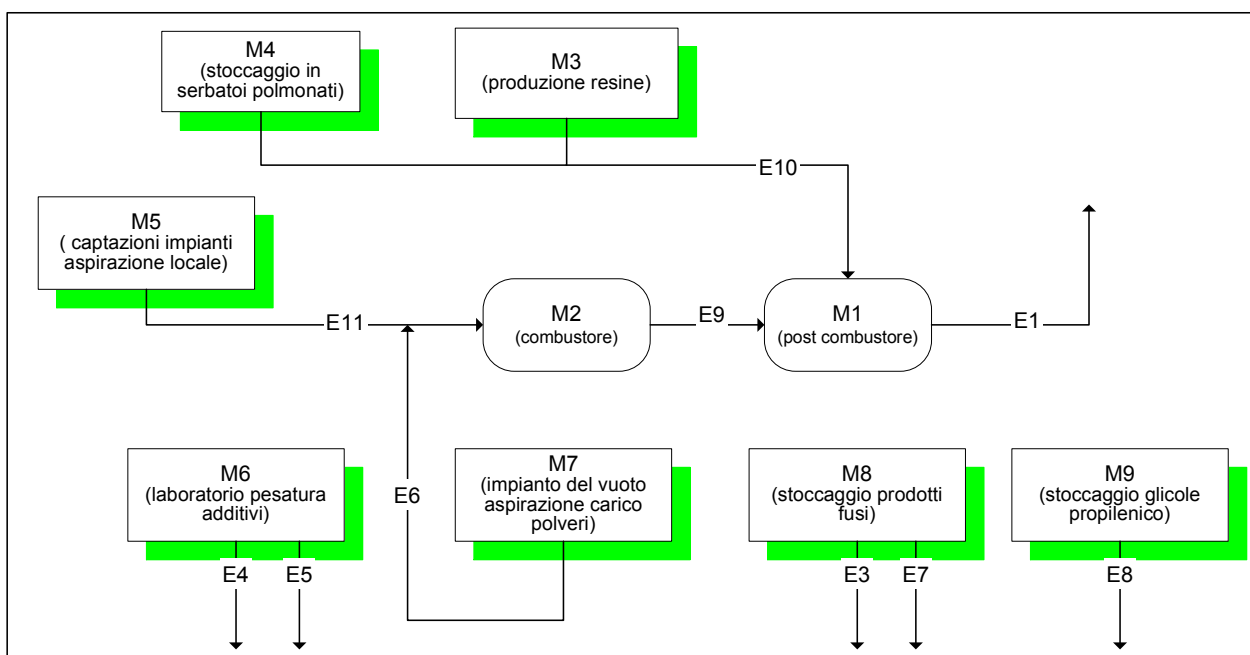 M4
(stoccaggio in
serbatoi polmonati)
M3
(produzione resine)
E10
M5
( captazioni impianti
aspirazione locale)
E11
M2
(combustore)
E9
M1
(post combustore)
E1
M6
(laboratorio pesatura
additivi)
E4
E5
E6
M7
(impianto del vuoto
aspirazione carico
polveri)
M8
(stoccaggio prodotti
fusi)
E3
E7
M9
(stoccaggio glicole
propilenico)
E8